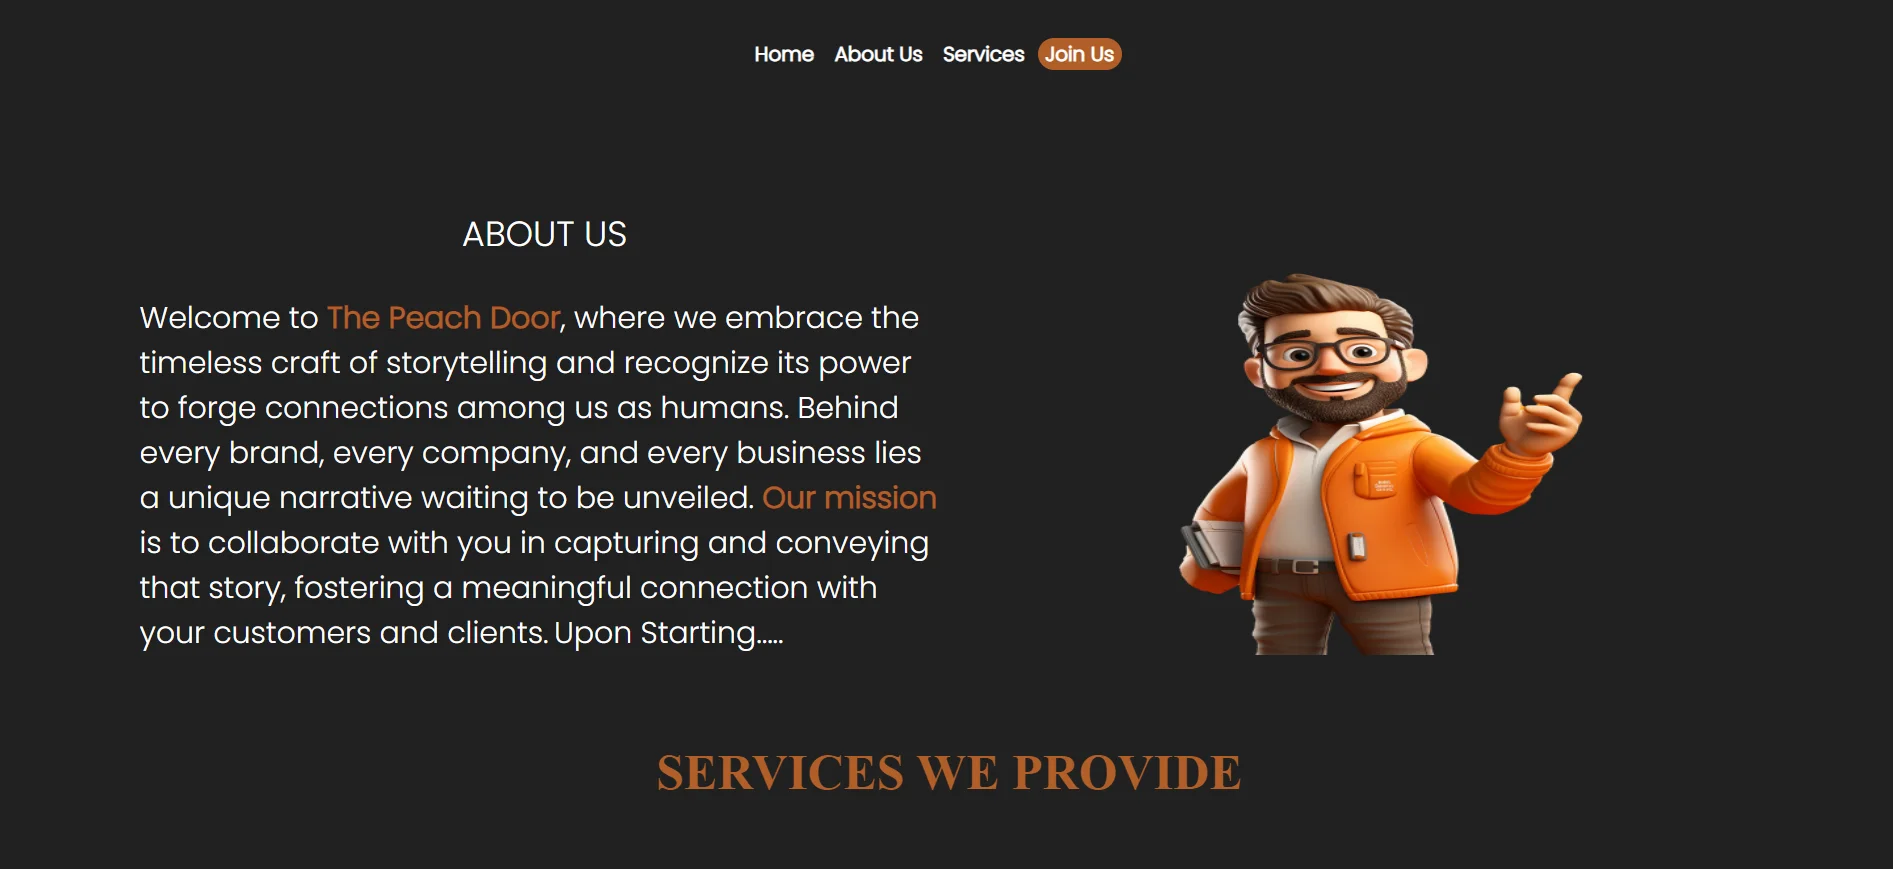 Home About Us Services Join Us
ABOUT US
Welcome to The Peach Door, where we embrace the
timeless craft of storytelling and recognize its power
to forge connections among us as humans. Behind
every brand, every company, and every business lies
a unique narrative waiting to be unveiled. Our mission
is to collaborate with you in capturing and conveying
that story, fostering a meaningful connection with
your customers and clients. Upon Starting.....
SERVICES WE PROVIDE